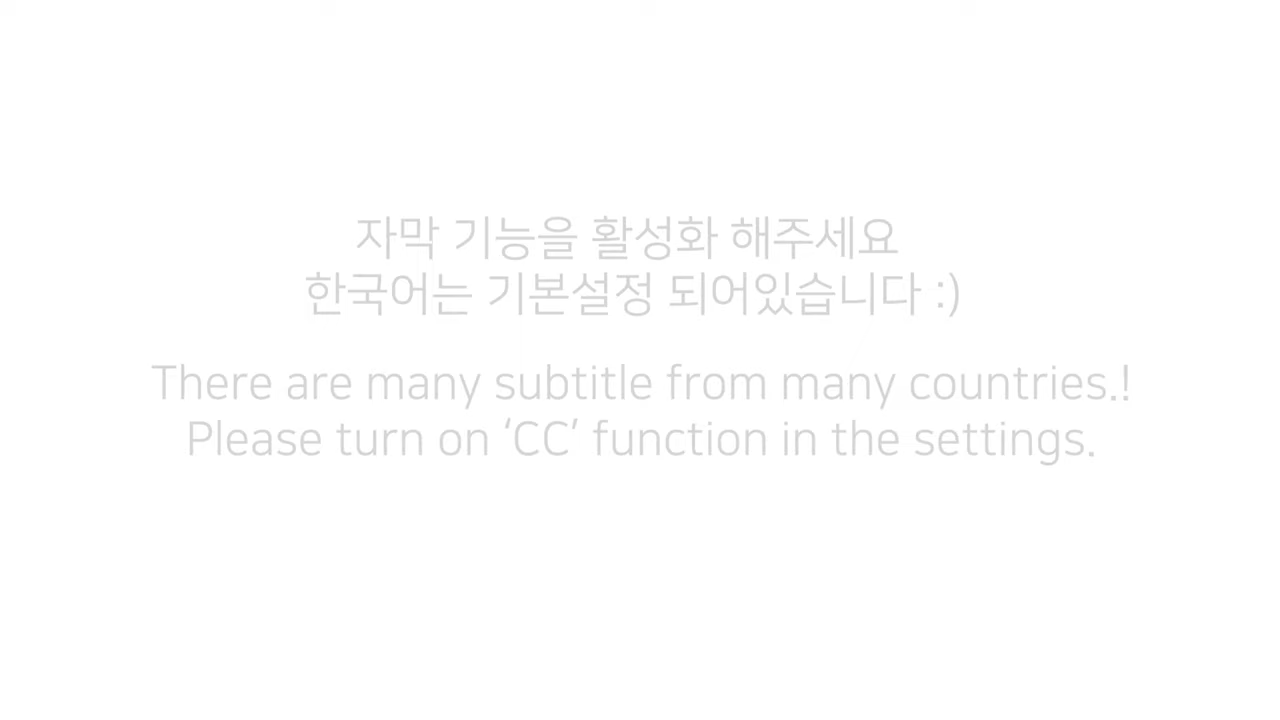 자막 기능을 활성화 해주세요
한국어는 기본설정 되어있습니다 :)
There are many subtitle from many countries.!
Please turn on ‘CC’ function in the settings.